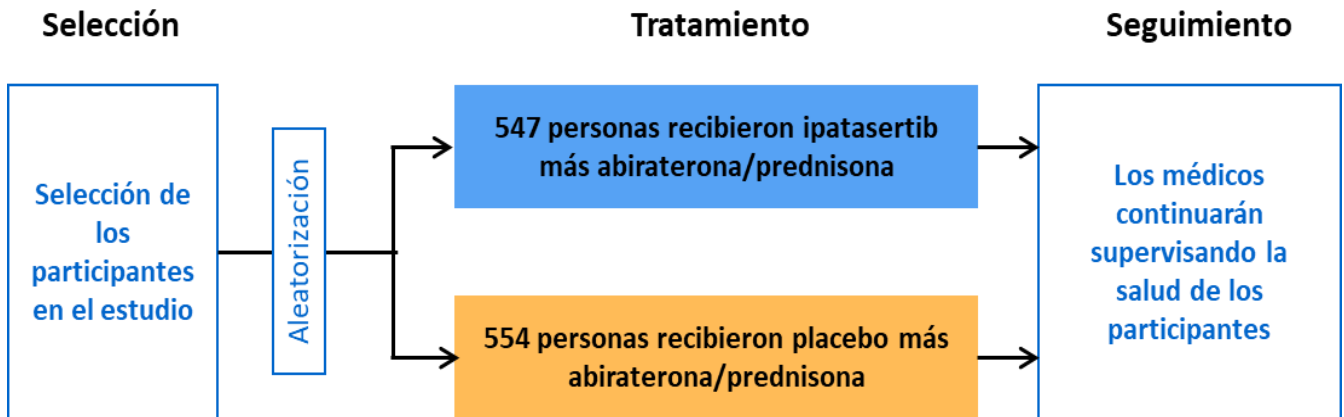 Selección
Tratamiento
Seguimiento
Selección de
los
participantes
en el estudio
Aleatorización
547 personas recibieron ipatasertib
más abiraterona/prednisona
554 personas recibieron placebo más
abiraterona/prednisona
Los médicos
continuarán
supervisando la
salud de los
participantes